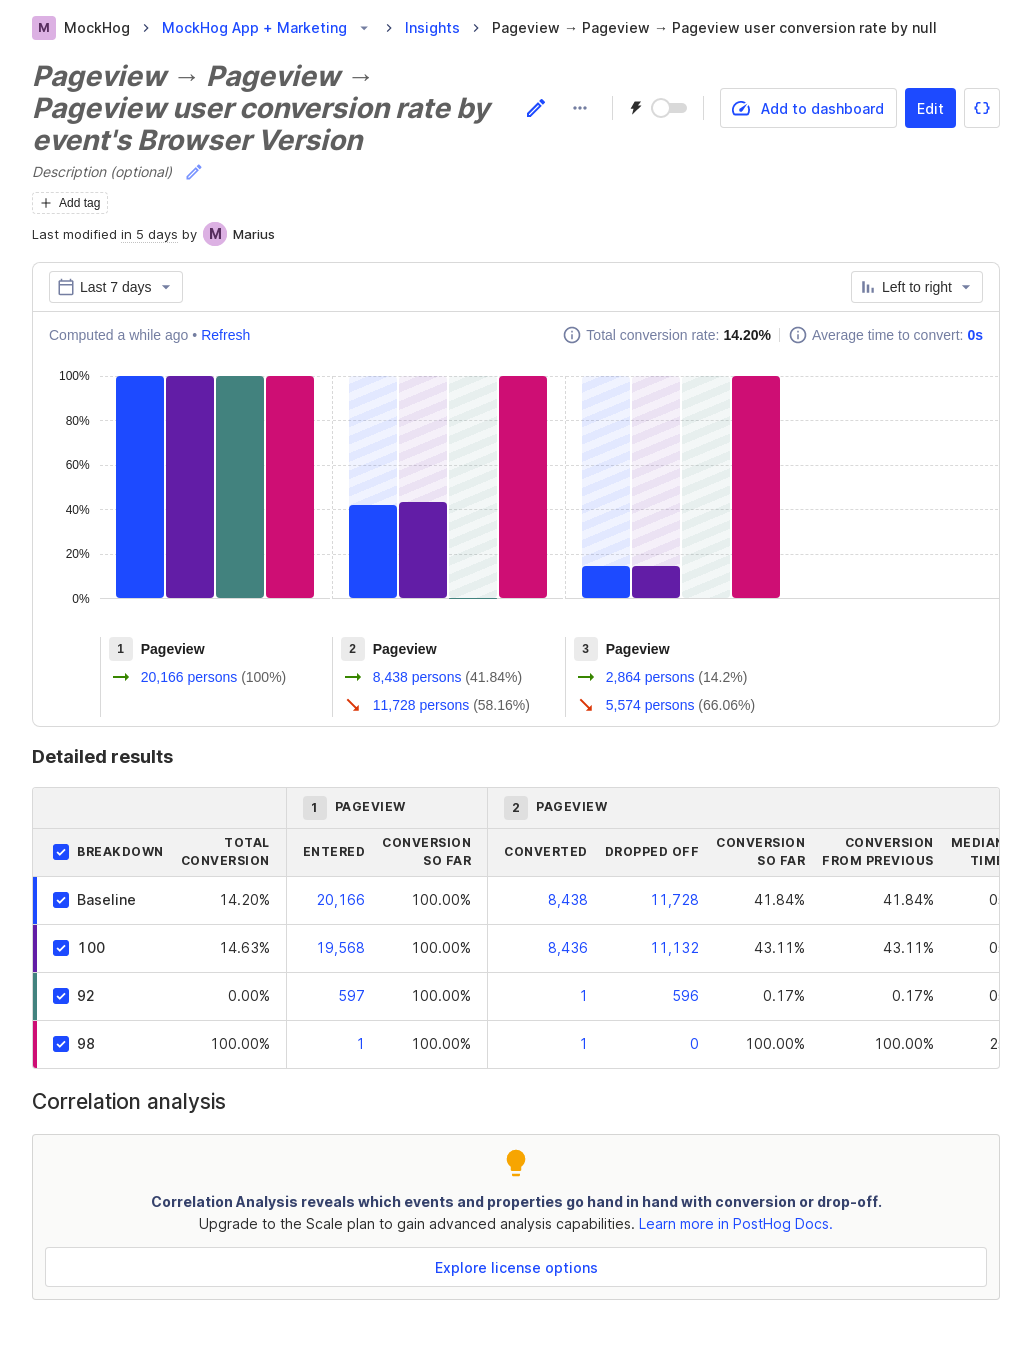 M MockHog > MockHog App + Marketing > Insights > Pageview → Pageview → Pageview user conversion rate by null
Pageview → Pageview →
Pageview user conversion rate by
event's Browser Version
Add to dashboard
Edit
Description (optional)
Add tag
Last modified in 5 days by M Marius
Last 7 days
Left to right
Computed a while ago • Refresh
Total conversion rate: 14.20%
Average time to convert: 0s
100%
80%
60%
40%
20%
0%
1 Pageview
20,166 persons (100%)
2 Pageview
8,438 persons (41.84%)
11,728 persons (58.16%)
3 Pageview
2,864 persons (14.2%)
5,574 persons (66.06%)
Detailed results
1 PAGEVIEW 2 PAGEVIEW
BREAKDOWN TOTAL CONVERSION ENTERED CONVERSION SO FAR CONVERTED DROPPED OFF CONVERSION SO FAR CONVERSION FROM PREVIOUS MEDIAN TIME
Baseline 14.20% 20,166 100.00% 8,438 11,728 41.84% 41.84% 0
100 14.63% 19,568 100.00% 8,436 11,132 43.11% 43.11% 0
92 0.00% 597 100.00% 1 596 0.17% 0.17% 0
98 100.00% 1 100.00% 1 0 100.00% 100.00% 2
Correlation analysis
Correlation Analysis reveals which events and properties go hand in hand with conversion or drop-off.
Upgrade to the Scale plan to gain advanced analysis capabilities. Learn more in PostHog Docs.
Explore license options